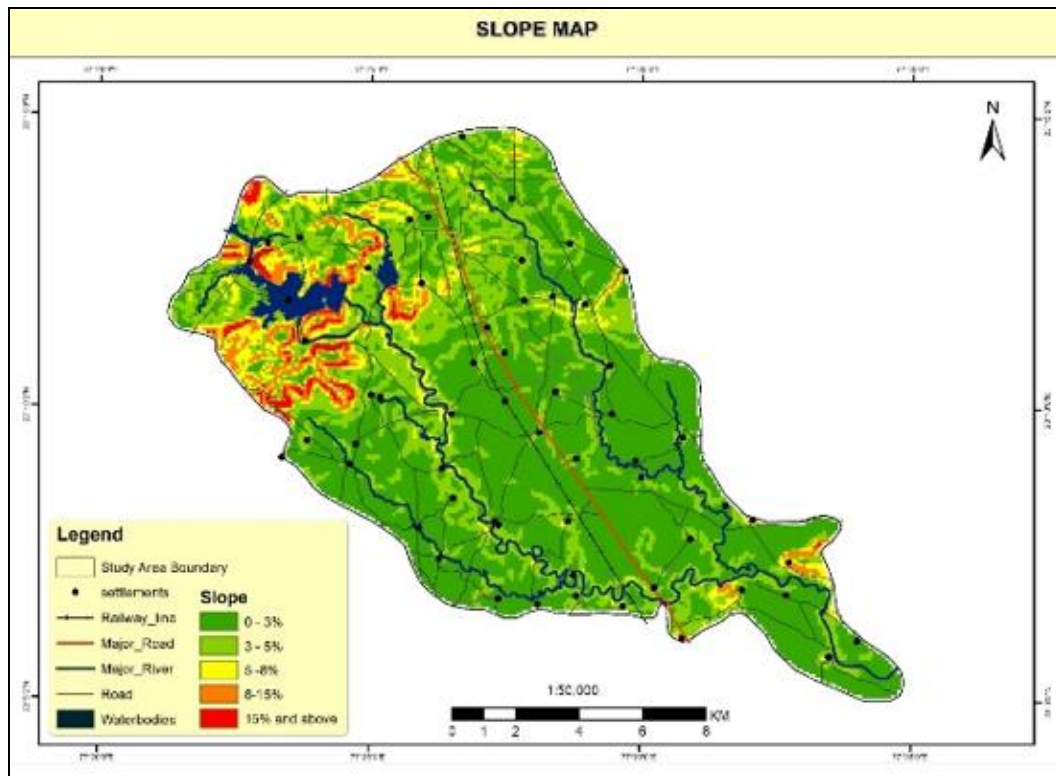 SLOPE MAP
N
Legend
Study Area Boundary
settlements
Railway_line
Major_Road
Major_River
Road
Waterbodies
Slope
0 - 3%
3 - 5%
5 -8%
8-15%
15% and above
1:50,000
KM
0 1 2 4 6 8